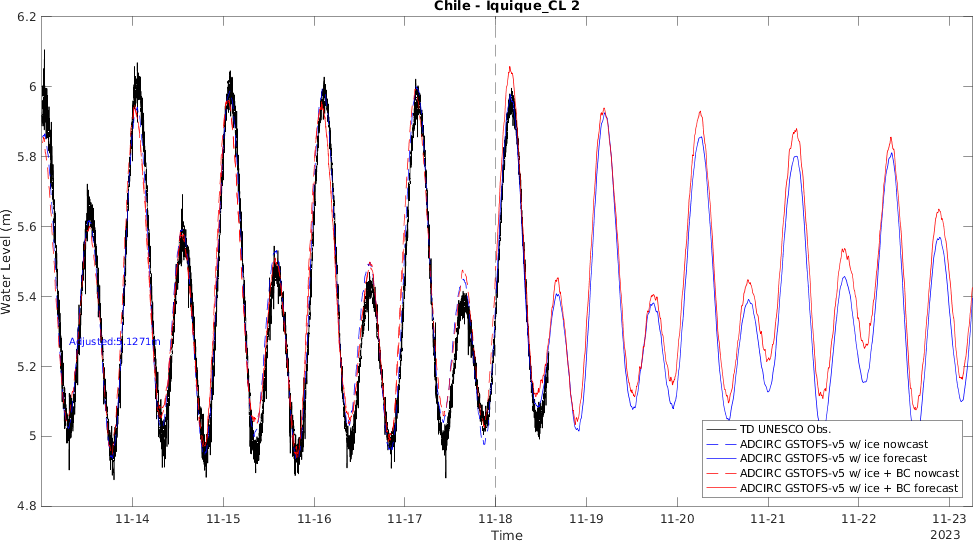 Chile - Iquique_CL 2
6.2
6
5.8
5.6
5.4
5.2
5
4.8
Water Level (m)
Adjusted:5.1271m
TD UNESCO Obs.
ADCIRC GSTOFS-v5 w/ ice nowcast
ADCIRC GSTOFS-v5 w/ ice forecast
ADCIRC GSTOFS-v5 w/ ice + BC nowcast
ADCIRC GSTOFS-v5 w/ ice + BC forecast
11-14
11-15
11-16
11-17
11-18
11-19
11-20
11-21
11-22
11-23
2023
Time